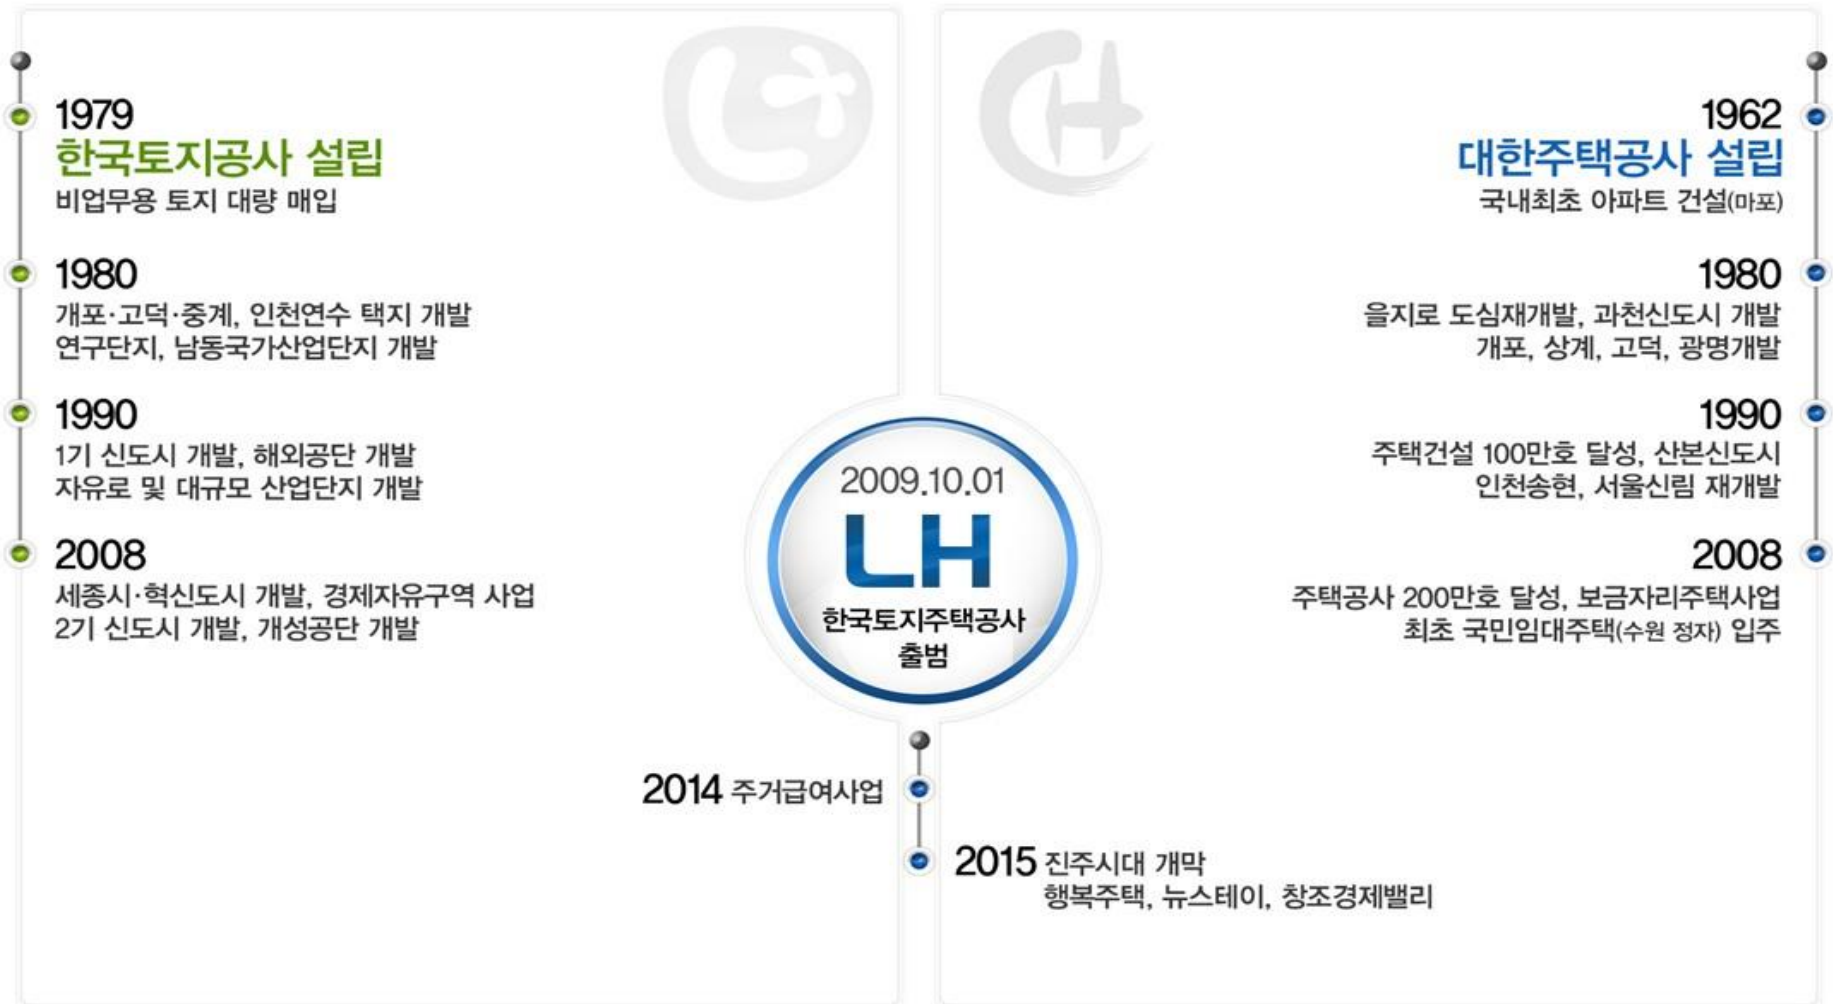 1979
한국토지공사 설립
비업무용 토지 대량 매입
1980
개포·고덕·중계, 인천연수 택지 개발
연구단지, 남동국가산업단지 개발
1990
1기 신도시 개발, 해외공단 개발
자유로 및 대규모 산업단지 개발
2008
세종시·혁신도시 개발, 경제자유구역 사업
2기 신도시 개발, 개성공단 개발
1962
대한주택공사 설립
국내최초 아파트 건설(마포)
1980
을지로 도심재개발, 과천신도시 개발
개포, 상계, 고덕, 광명개발
1990
주택건설 100만호 달성, 산본신도시
인천송현, 서울신림 재개발
2008
주택공사 200만호 달성, 보금자리주택사업
최초 국민임대주택(수원 정자) 입주
2009.10.01
LH
한국토지주택공사
출범
2014 주거급여사업
2015 진주시대 개막
행복주택, 뉴스테이, 창조경제밸리